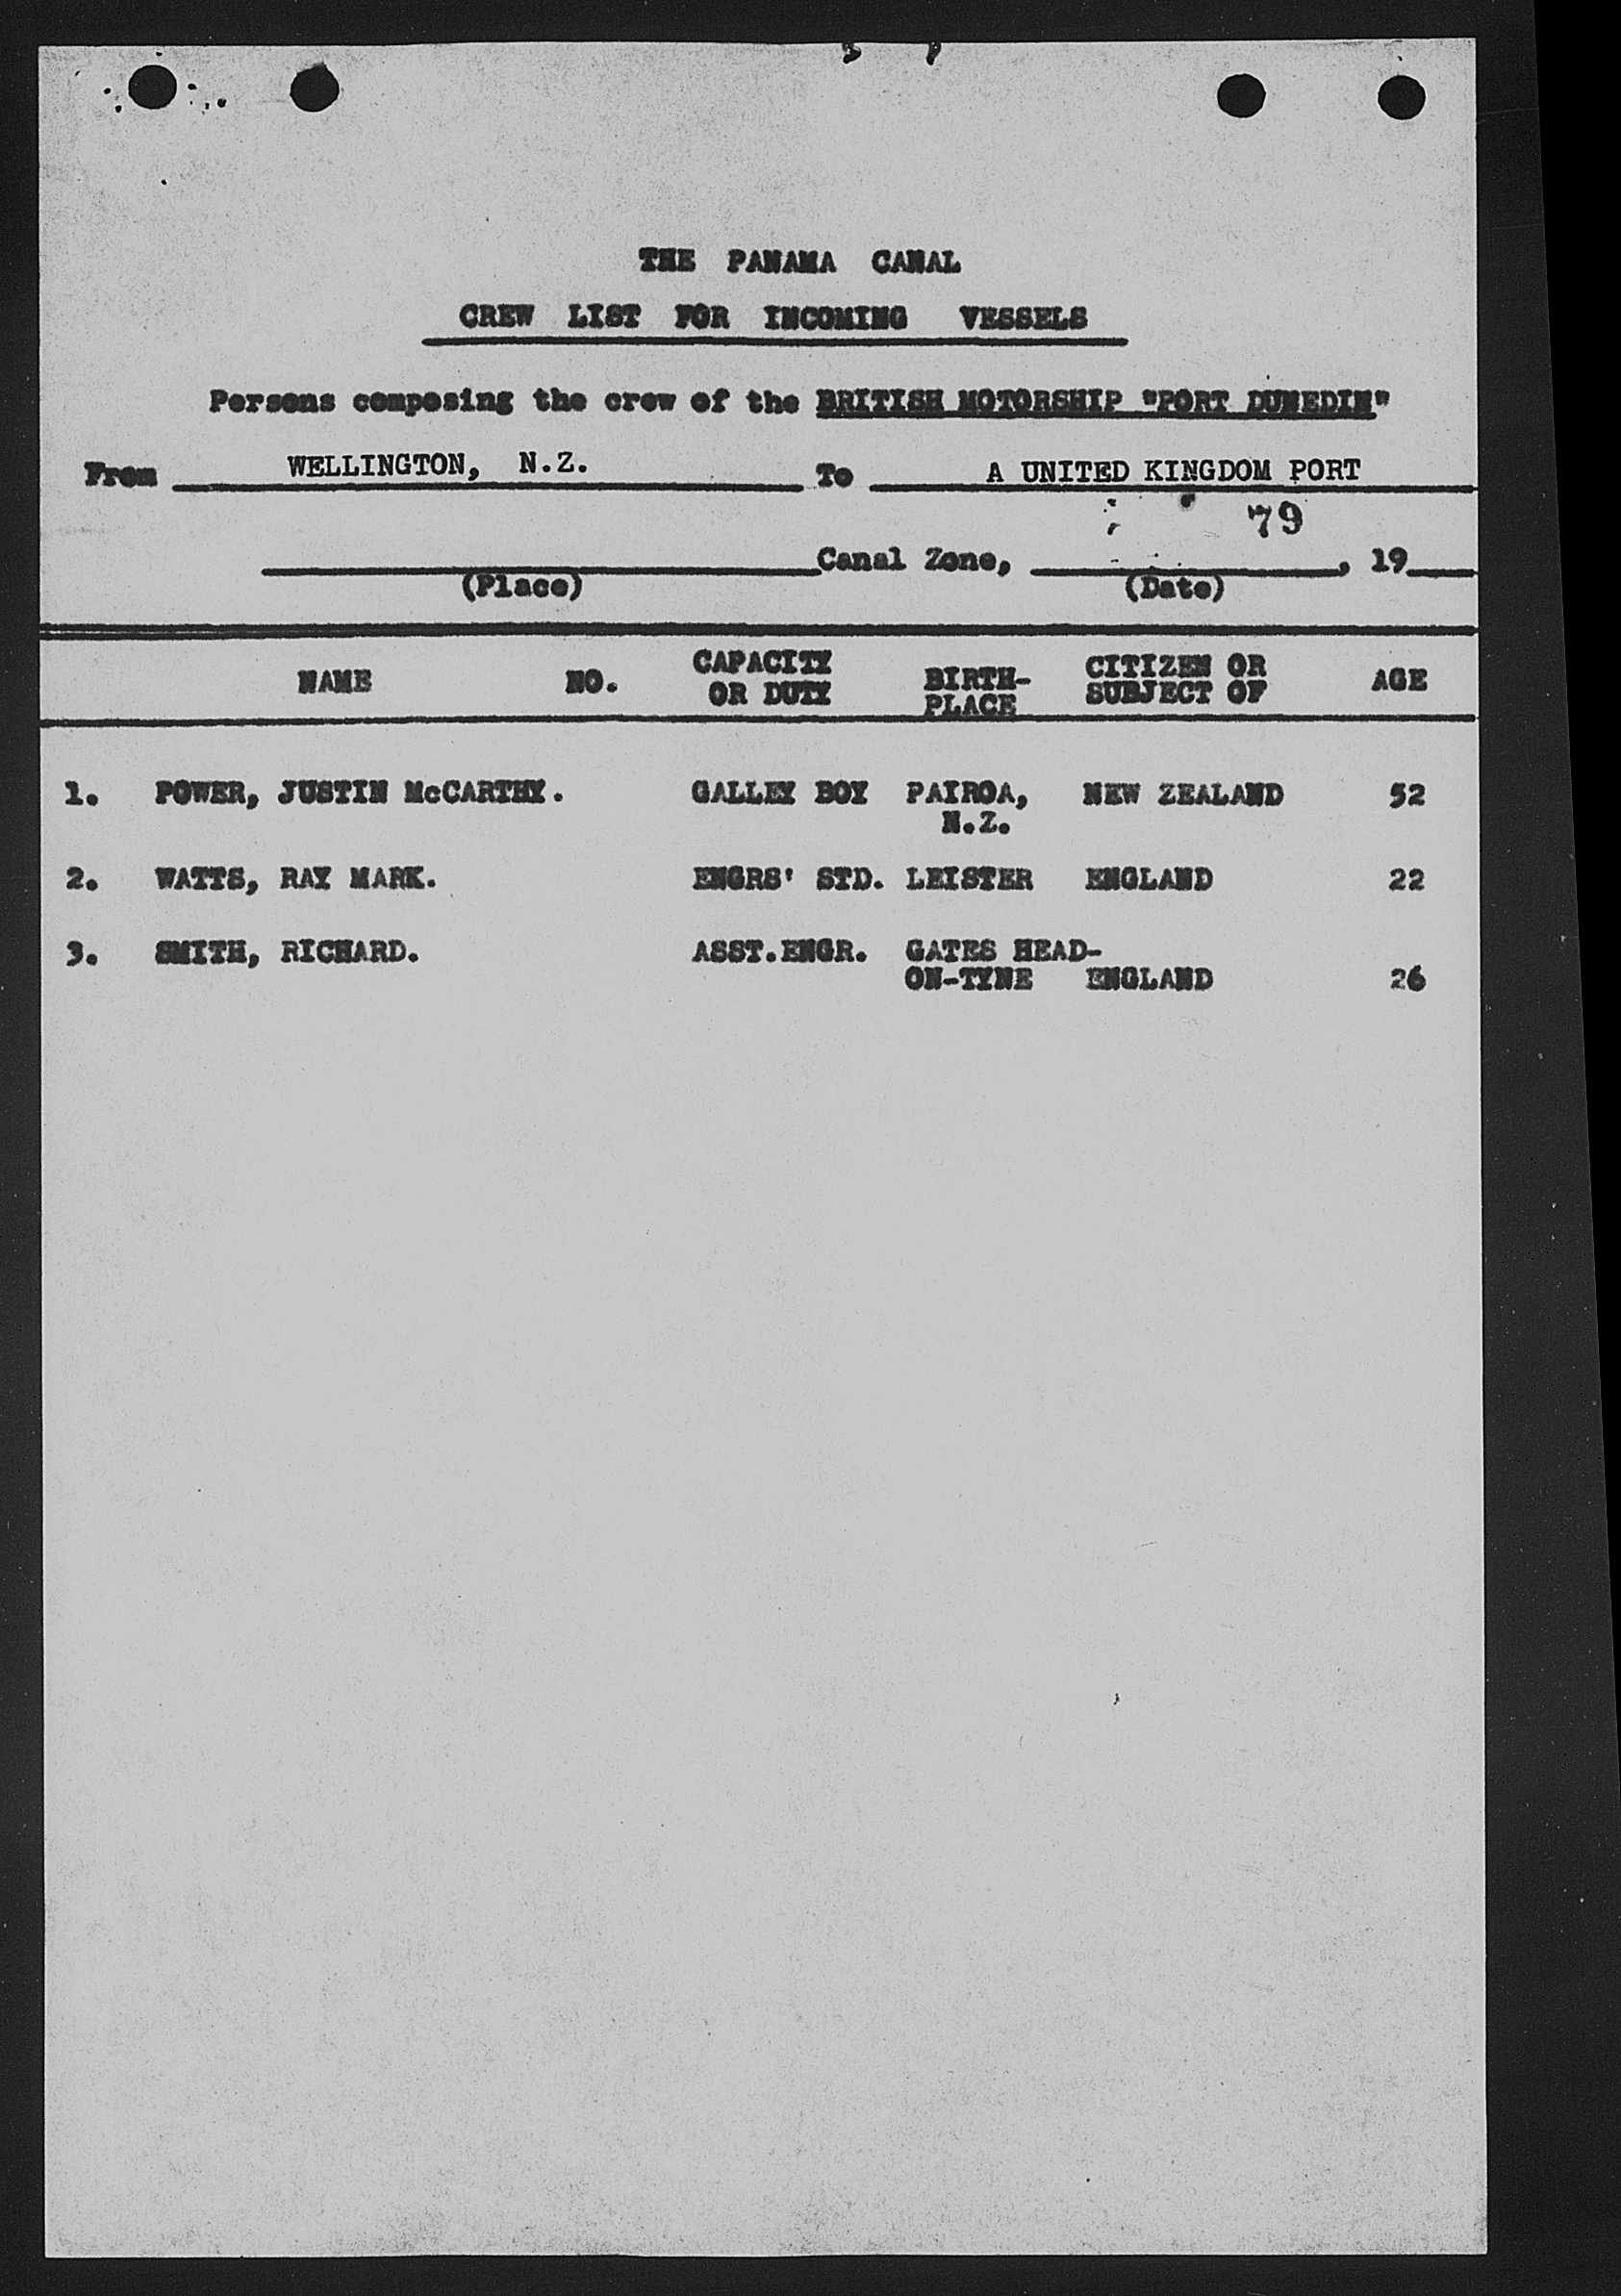 THE PANAMA CANAL
CREW LIST FOR INCOMING VESSELS
Persons composing the crew of the BRITISH MOTORSHIP "PORT DUNEDIN"
From WELLINGTON, N.Z. To A UNITED KINGDOM PORT
79
Canal Zone, , 19
(Place) (Date)
NAME NO. CAPACITY OR DUTY BIRTH-PLACE CITIZEN OR SUBJECT OF AGE
1. POWER, JUSTIN McCARTHY. GALLEY BOY PAIROA, NEW ZEALAND 52
N.Z.
2. WATTS, RAY MARK. ENGRS' STD. LEISTER ENGLAND 22
3. SMITH, RICHARD. ASST.ENGR. GATES HEAD-
ON-TYNE ENGLAND 26